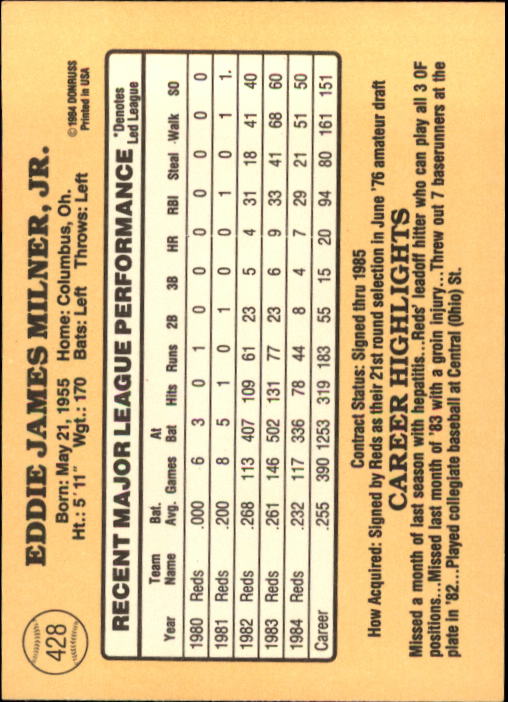 428
EDDIE JAMES MILNER, JR.
Born: May 21, 1955 Home: Columbus, Oh.
Ht.: 5'11" Wgt.: 170 Bats: Left Throws: Left
©1984 DONRUSS
Printed in USA
RECENT MAJOR LEAGUE PERFORMANCE *Denotes Led League
Year Team Name Bat. Avg. Games At Bat Hits Runs 2B 3B HR RBI Steal Walk SO
1980 Reds .000 6 3 0 1 0 0 0 0 0 0 0
1981 Reds .200 8 5 1 0 1 0 0 1 0 1 1.
1982 Reds .268 113 407 109 61 23 5 4 31 18 41 40
1983 Reds .261 146 502 131 77 23 6 9 33 41 68 60
1984 Reds .232 117 336 78 44 8 4 7 29 21 51 50
Career .255 390 1253 319 183 55 15 20 94 80 161 151
Contract Status: Signed thru 1985
How Acquired: Signed by Reds as their 21st round selection in June '76 amateur draft
CAREER HIGHLIGHTS
Missed a month of last season with hepatitis...Reds' leadoff hitter who can play all 3 OF
positions...Missed last month of '83 with a groin injury...Threw out 7 baserunners at the
plate in '82...Played collegiate baseball at Central (Ohio) St.